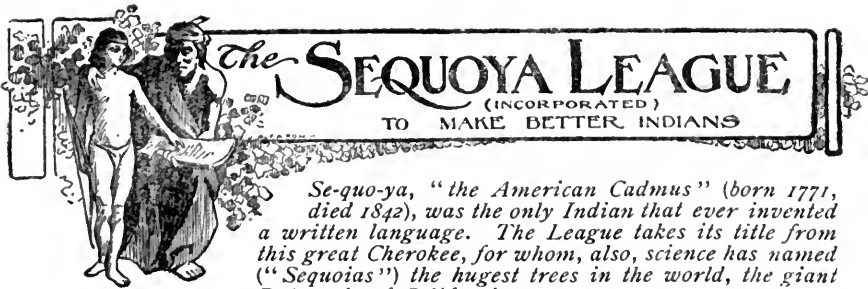 The SEQUOYA LEAGUE
(INCORPORATED)
TO MAKE BETTER INDIANS
Se-quo-ya, "the American Cadmus" (born 1771,
died 1842), was the only Indian that ever invented
a written language. The League takes its title from
this great Cherokee, for whom, also, science has named
("Sequoias") the hugest trees in the world, the giant